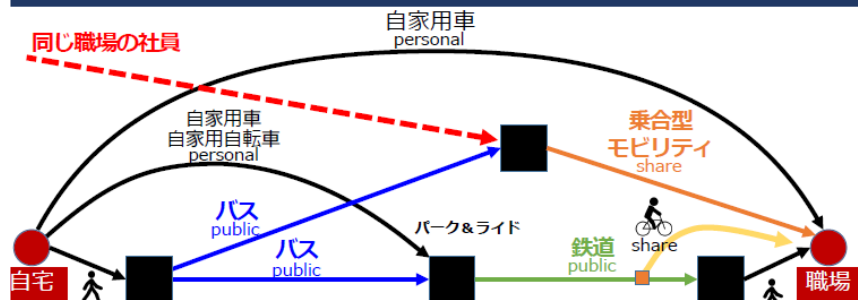 自家用車
personal
同じ職場の社員
自家用車
自家用自転車
personal
乗合型
モビリティ
share
バス
public
バス
public
パーク&ライド
鉄道
public
share
自宅
職場